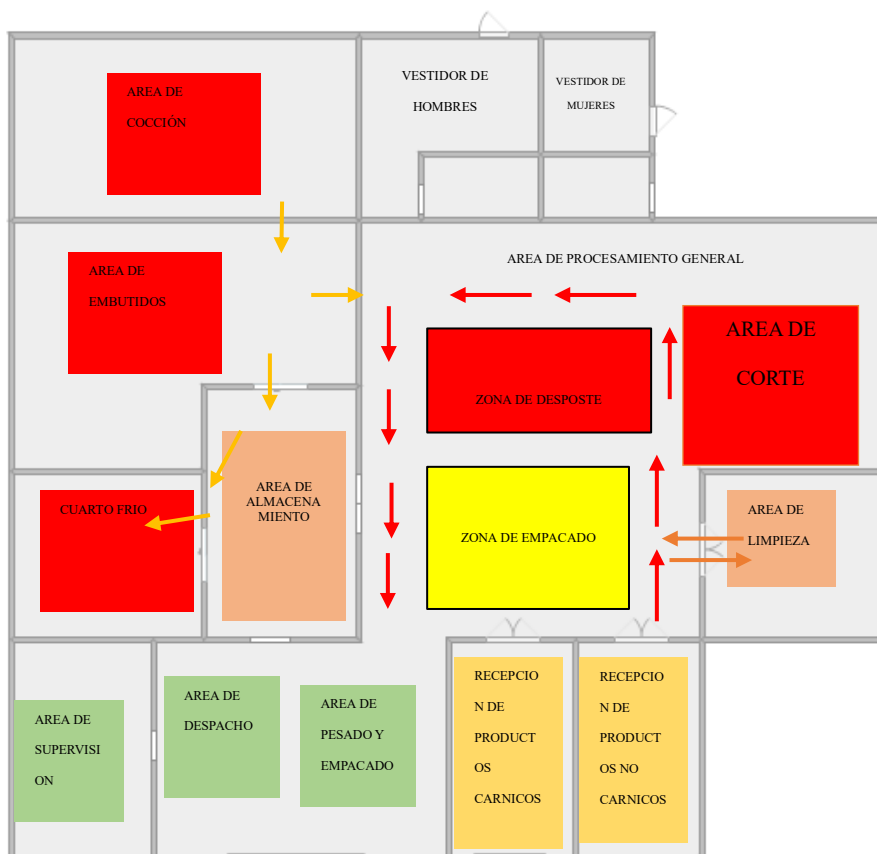 AREA DE
COCCIÓN
VESTIDOR DE
HOMBRES
VESTIDOR DE
MUJERES
AREA DE
EMBUTIDOS
AREA DE PROCESAMIENTO GENERAL
AREA DE
CORTE
ZONA DE DESPOSTE
CUARTO FRIO
AREA DE
ALMACENA
MIENTO
ZONA DE EMPACADO
AREA DE
LIMPIEZA
AREA DE
SUPERVISI
ON
AREA DE
DESPACHO
AREA DE
PESADO Y
EMPACADO
RECEPCIO
N DE
PRODUCT
OS
CARNICOS
RECEPCIO
N DE
PRODUCT
OS NO
CARNICOS